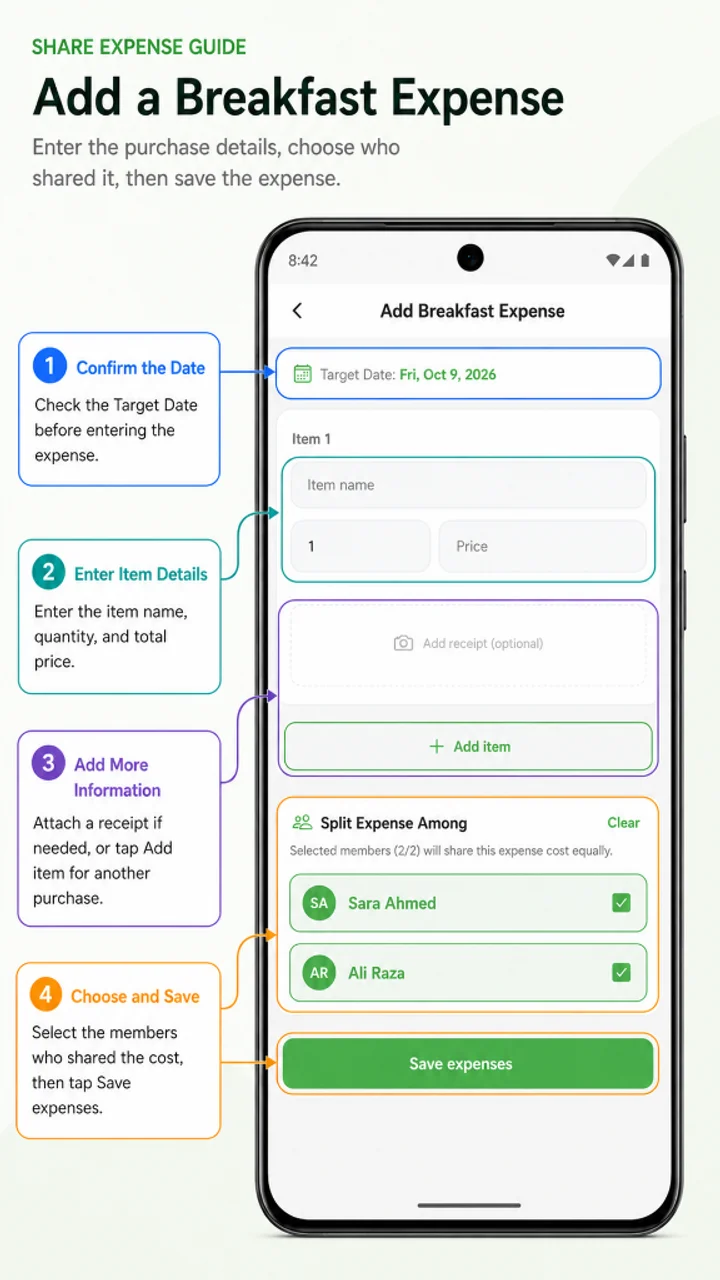 SHARE EXPENSE GUIDE
Add a Breakfast Expense
Enter the purchase details, choose who
shared it, then save the expense.
8:42
Add Breakfast Expense
1 Confirm the Date
Check the Target Date
before entering the
expense.
Target Date: Fri, Oct 9, 2026
Item 1
Item name
1
Price
2 Enter Item Details
Enter the item name,
quantity, and total
price.
Add receipt (optional)
+ Add item
3 Add More
Information
Attach a receipt if
needed, or tap Add
item for another
purchase.
Split Expense Among
Clear
Selected members (2/2) will share this expense cost equally.
SA Sara Ahmed
AR Ali Raza
4 Choose and Save
Select the members
who shared the cost,
then tap Save
expenses.
Save expenses